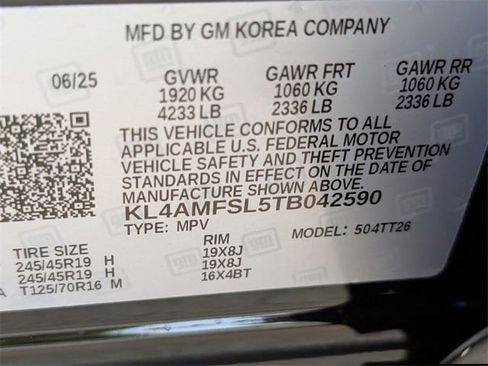 MFD BY GM KOREA COMPANY
06/25 GVWR GAWR FRT GAWR RR
1920 KG 1060 KG 1060 KG
4233 LB 2336 LB 2336 LB
THIS VEHICLE CONFORMS TO ALL
APPLICABLE U.S. FEDERAL MOTOR
VEHICLE SAFETY AND THEFT PREVENTION
STANDARDS IN EFFECT ON THE DATE OF
MANUFACTURE SHOWN ABOVE.
KL4AMFSL5TB042590
TYPE: MPV MODEL: 504TT26
TIRE SIZE RIM
245/45R19 H 19X8J
245/45R19 H 19X8J
A T125/70R16 M 16X4BT
gm